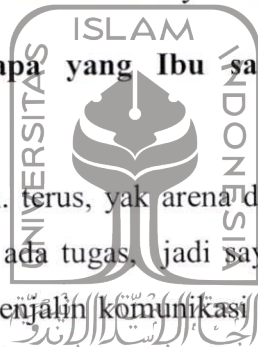 ISLAM
UNIVERSITAS
INDONESIA
apa yang Ibu sa
. terus, yak arena d
ada tugas, jadi say
enjalin komunikasi